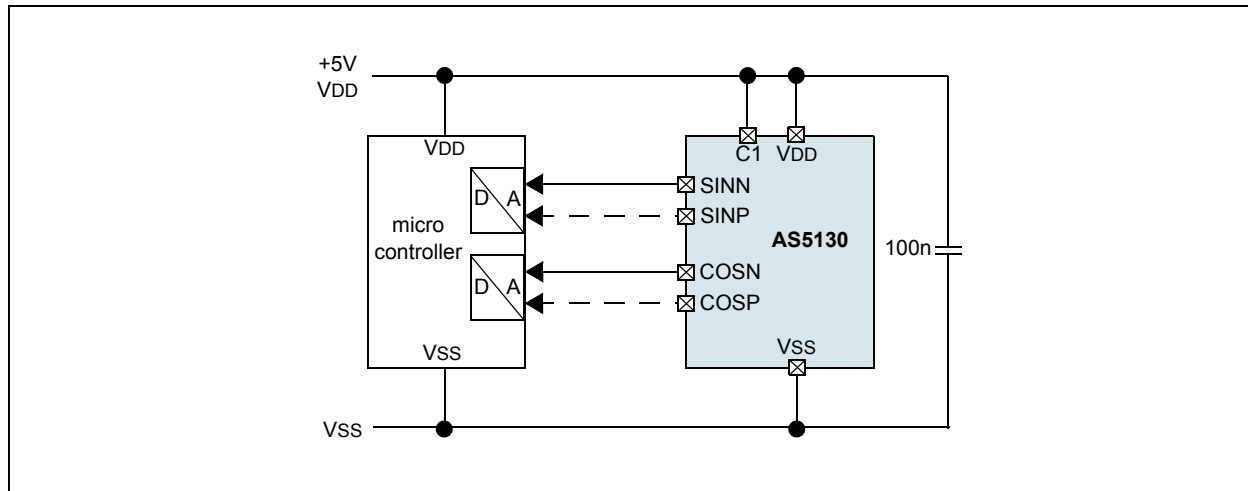 +5V
VDD
VDD
C1 VDD
D A
SINN
SINP
micro
controller
AS5130
100n
D A
COSN
COSP
VSS
VSS
VSS